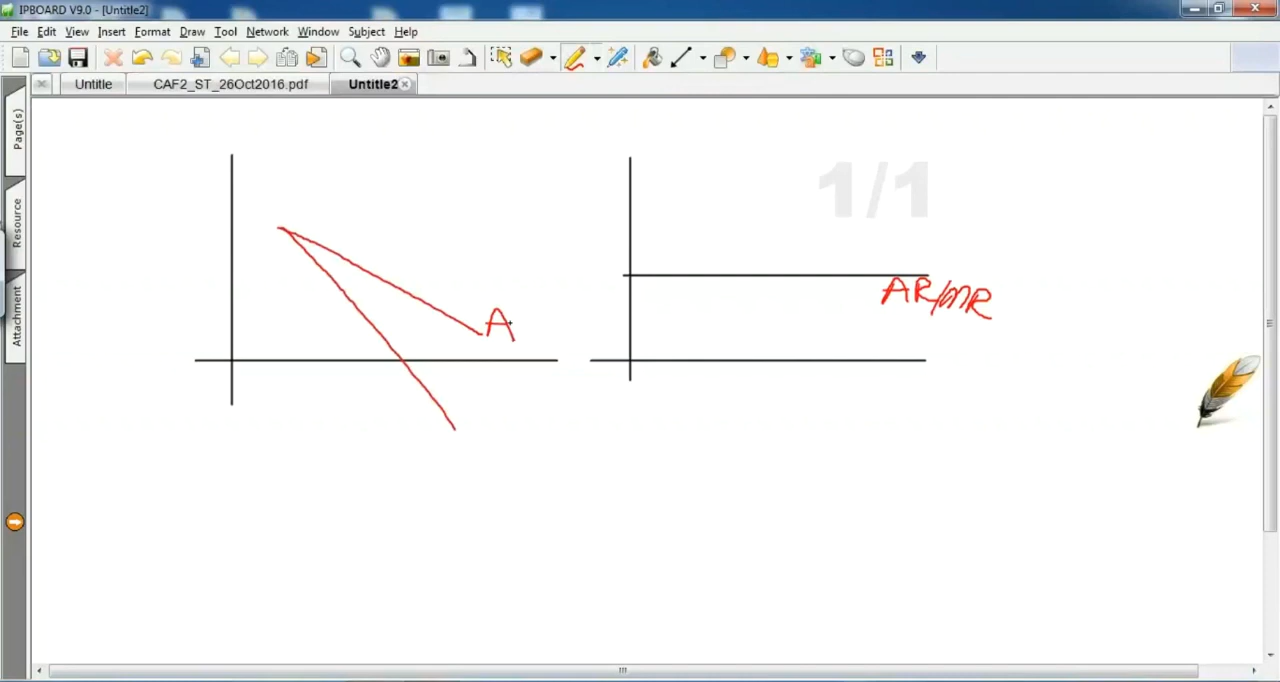 IPBOARD V9.0 - [Untitle2]
File Edit View Insert Format Draw Tool Network Window Subject Help
Untitle CAF2_ST_26Oct2016.pdf Untitle2
Page(s)
Resource
Attachment
1/1
A
AR/MR